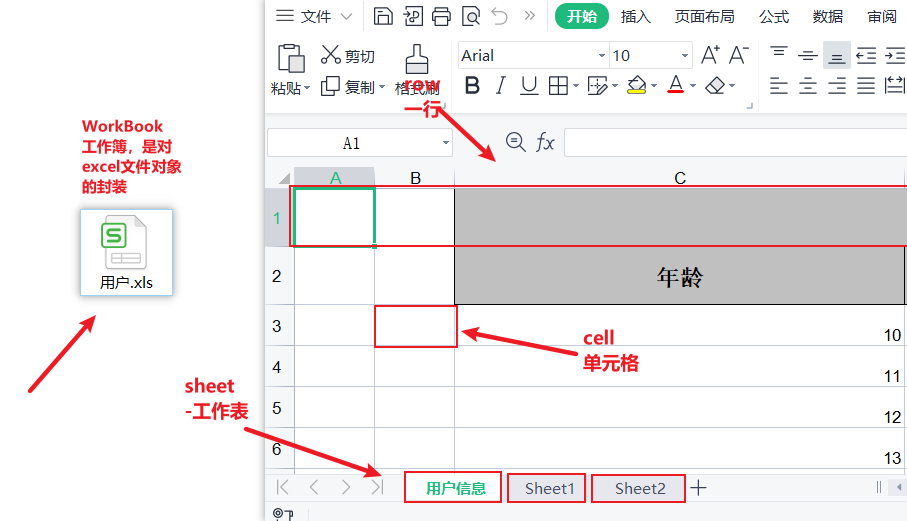 文件
开始 插入 页面布局 公式 数据 审阅
剪切
Arial 10 A+ A-
粘贴 复制 格式刷
B I U A
row
一行
WorkBook
工作簿，是对
excel文件对象
的封装
A1 fx
A B C
1
S
用户.xls
2 年龄
3 10
cell
单元格
4 11
sheet
-工作表
5 12
6 13
用户信息 Sheet1 Sheet2